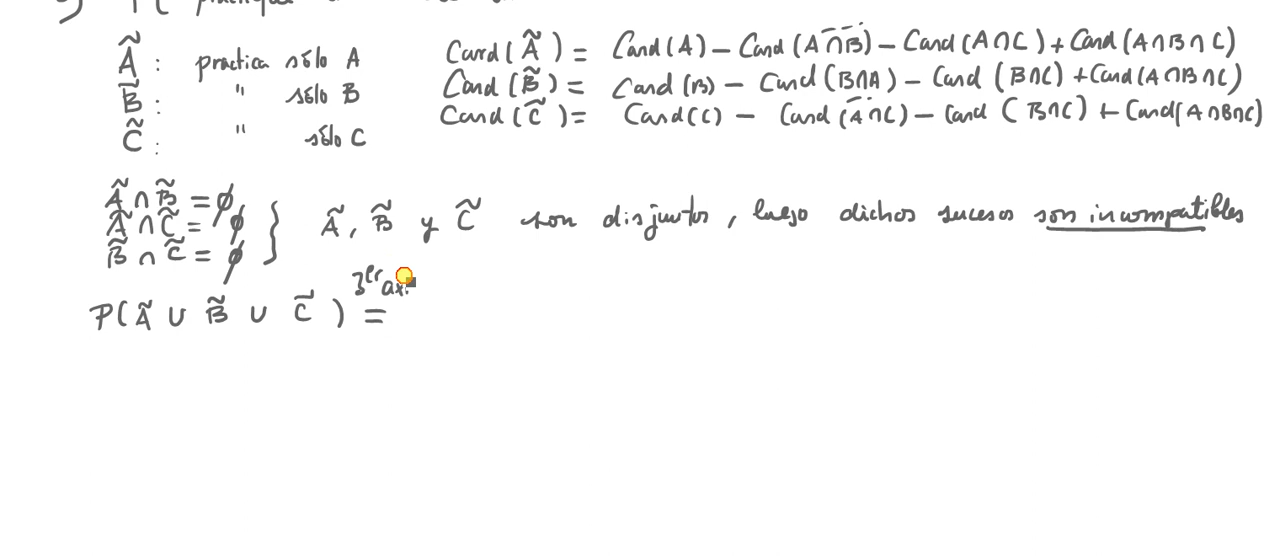 Ã : practica sólo A Card(Ã) = Card(A) - Card(A∩B) - Card(A∩C) + Card(A∩B∩C)
B̃ : " sólo B Card(B̃) = Card(B) - Card(B∩A) - Card(B∩C) + Card(A∩B∩C)
C̃ : " sólo C Card(C̃) = Card(C) - Card(A∩C) - Card(B∩C) + Card(A∩B∩C)
Ã ∩ B̃ = ∅
Ã ∩ C̃ = ∅ } Ã, B̃ y C̃ son disjuntos, luego dichos sucesos son incompatibles
B̃ ∩ C̃ = ∅
P(Ã ∪ B̃ ∪ C̃) = 3er ax.